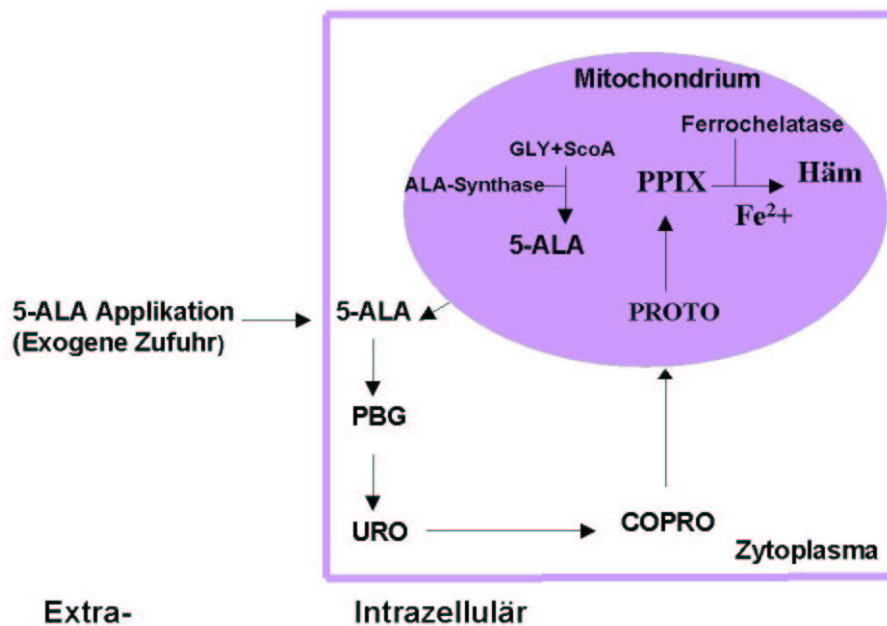 Mitochondrium
Ferrochelatase
GLY+ScoA
ALA-Synthase
PPIX
Häm
Fe²+
5-ALA
5-ALA Applikation
(Exogene Zufuhr)
5-ALA
PROTO
PBG
URO
COPRO
Zytoplasma
Extra-
Intrazellulär